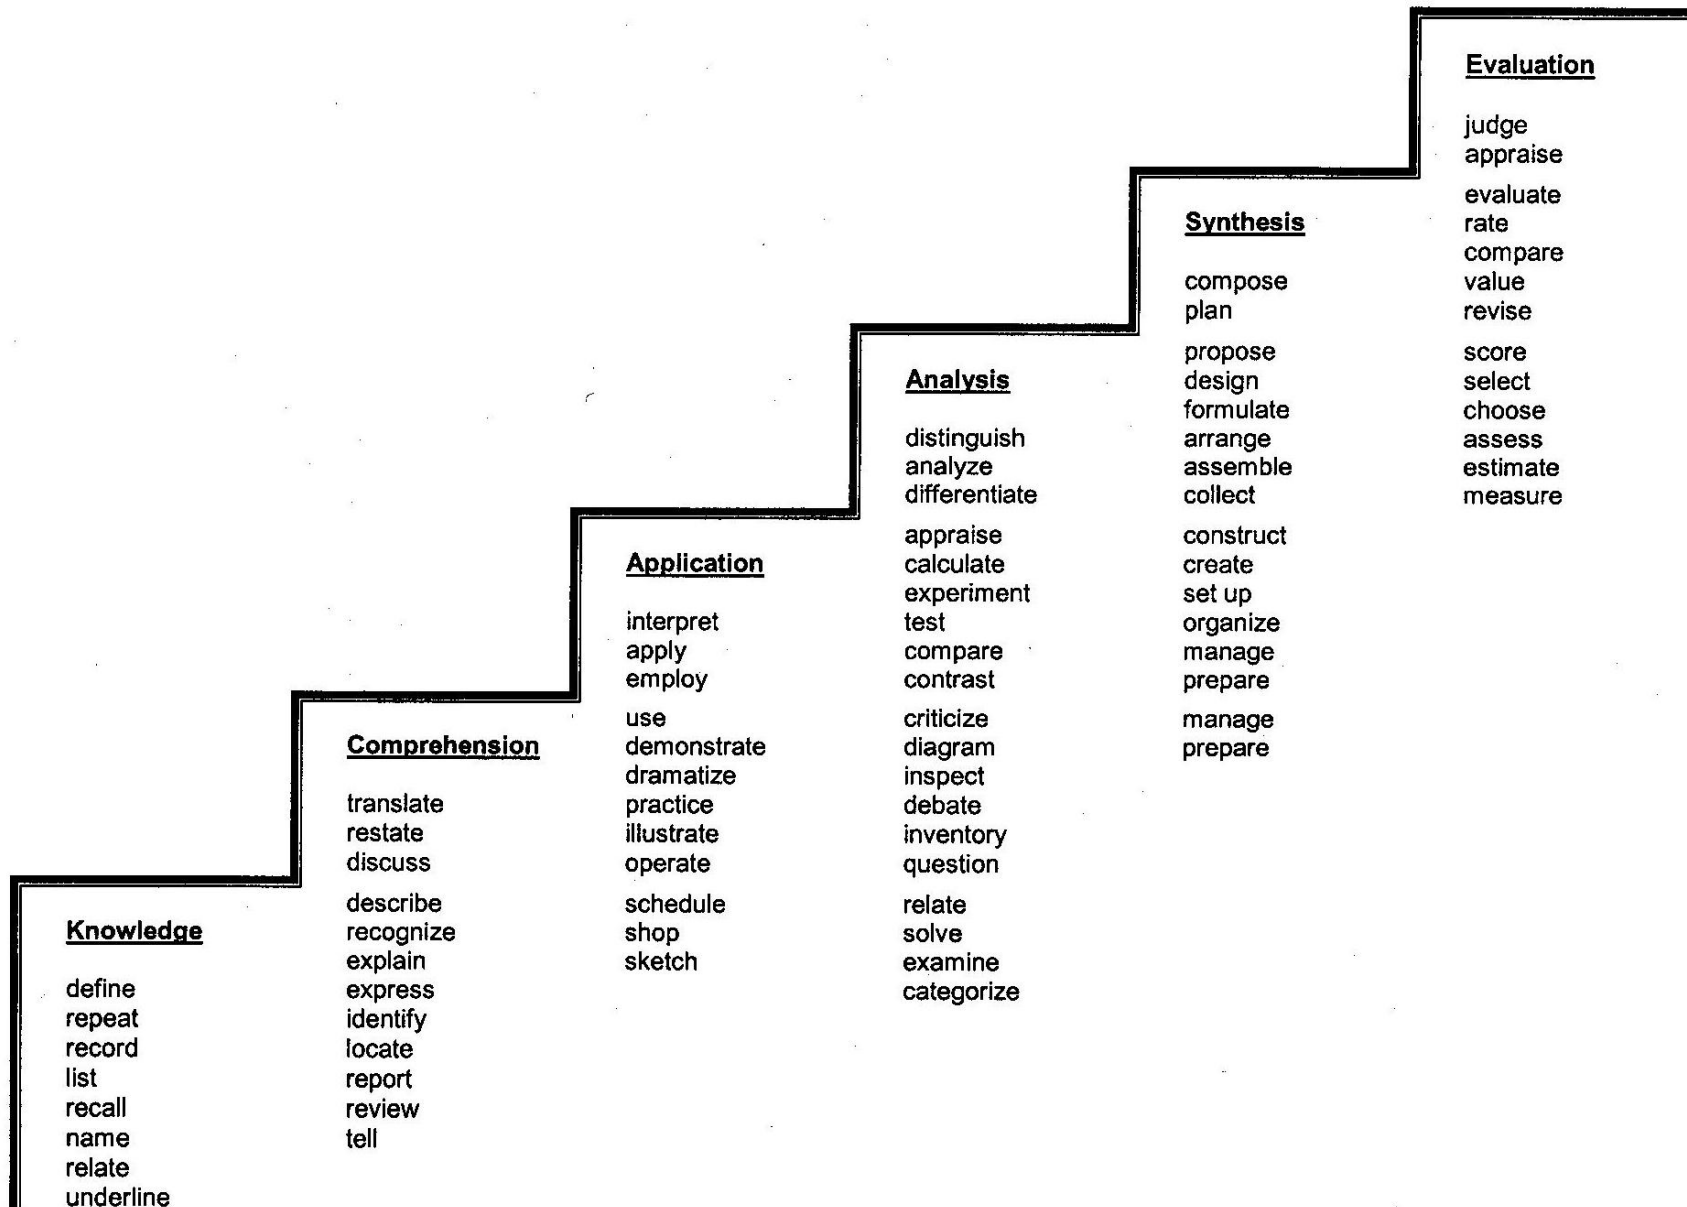 Evaluation
judge
appraise
evaluate
rate
compare
value
revise
score
select
choose
assess
estimate
measure
Synthesis
compose
plan
propose
design
formulate
arrange
assemble
collect
construct
create
set up
organize
manage
prepare
manage
prepare
Analysis
distinguish
analyze
differentiate
appraise
calculate
experiment
test
compare
contrast
criticize
diagram
inspect
debate
inventory
question
relate
solve
examine
categorize
Application
interpret
apply
employ
use
demonstrate
dramatize
practice
illustrate
operate
schedule
shop
sketch
Comprehension
translate
restate
discuss
describe
recognize
explain
express
identify
locate
report
review
tell
Knowledge
define
repeat
record
list
recall
name
relate
underline